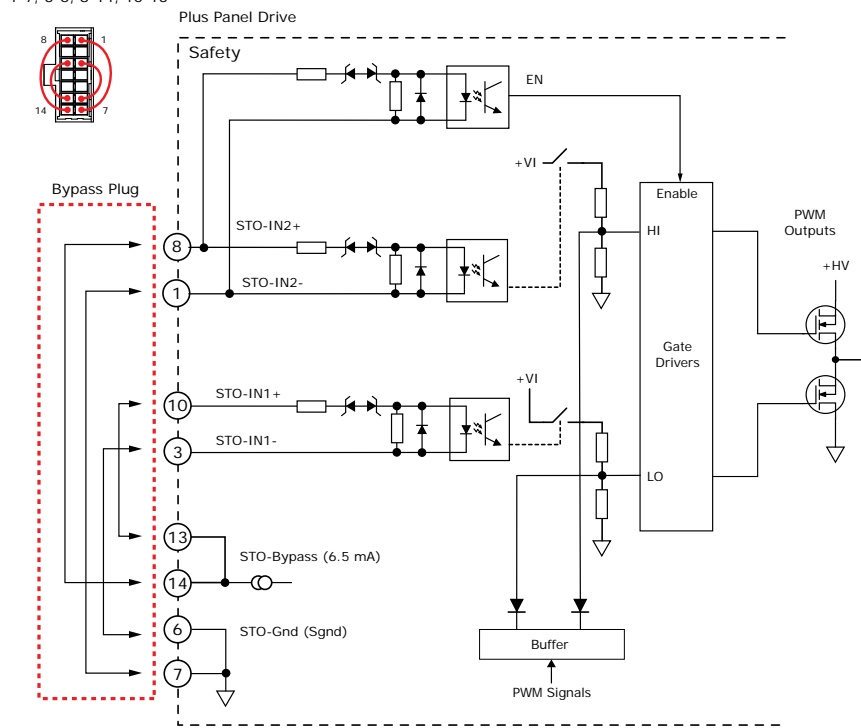 Plus Panel Drive
8
1
14
7
Safety
EN
+VI
Enable
Bypass Plug
STO-IN2+
8
HI
PWM
Outputs
+HV
STO-IN2-
1
Gate
Drivers
+VI
STO-IN1+
10
STO-IN1-
3
LO
13
STO-Bypass (6.5 mA)
14
6
STO-Gnd (Sgnd)
7
Buffer
PWM Signals